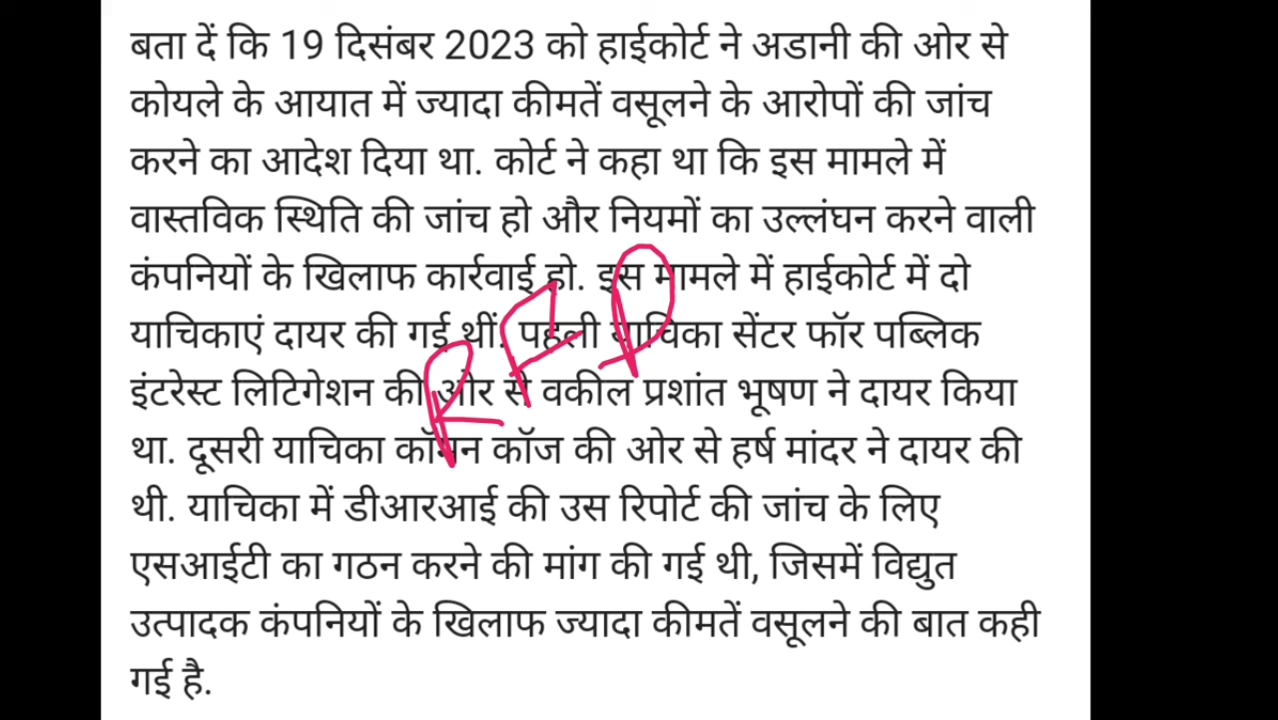 बता दें कि 19 दिसंबर 2023 को हाईकोर्ट ने अडानी की ओर से
कोयले के आयात में ज्यादा कीमतें वसूलने के आरोपों की जांच
करने का आदेश दिया था. कोर्ट ने कहा था कि इस मामले में
वास्तविक स्थिति की जांच हो और नियमों का उल्लंघन करने वाली
कंपनियों के खिलाफ कार्रवाई हो. इस मामले में हाईकोर्ट में दो
याचिकाएं दायर की गई थीं. पहली याचिका सेंटर फॉर पब्लिक
इंटरेस्ट लिटिगेशन की ओर से वकील प्रशांत भूषण ने दायर किया
था. दूसरी याचिका कॉमन कॉज की ओर से हर्ष मांदर ने दायर की
थी. याचिका में डीआरआई की उस रिपोर्ट की जांच के लिए
एसआईटी का गठन करने की मांग की गई थी, जिसमें विद्युत
उत्पादक कंपनियों के खिलाफ ज्यादा कीमतें वसूलने की बात कही
गई है.